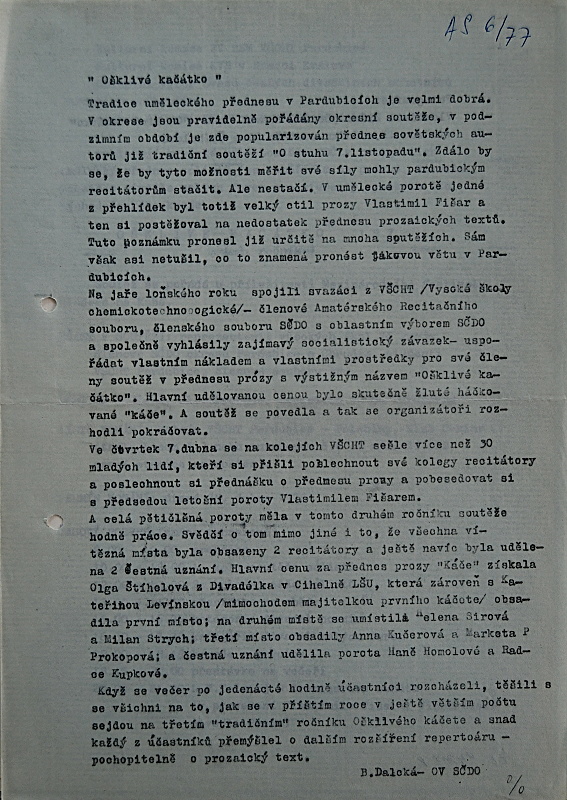 AS 6/77
" Ošklivé kačátko "
Tradice uměleckého přednesu v Pardubicích je velmi dobrá.
V okrese jsou pravidelně pořádány okresní soutěže, v pod-
zimním období je zde popularizován přednes sovětských au-
torů již tradiční soutěží "O stuhu 7.listopadu". Zdálo by
se, že by tyto možnosti měřit své síly mohly pardubickým
recitátorům stačit. Ale nestačí. V umělecké porotě jedné
z přehlídek byl totiž velký ctil prozy Vlastimil Fišar a
ten si postěžoval na nedostatek přednesu prozaických textů.
Tuto poznámku pronesl již určitě na mnoha soutěžích. Sám
však asi netušil, co to znamená pronést takovou větu v Par-
dubicích.
Na jaře loňského roku spojili svazáci z VŠCHT /Vysoké školy
chemickotechnoogické/- členové Amatérského Recitačního
souboru, členského souboru SČDO s oblastním výborem SČDO
a společně vyhlásily zajímavý socialistický závazek- uspo-
řádat vlastním nákladem a vlastními prostředky pro své čle-
ny soutěž v přednesu prózy s výstižným názvem "Ošklivé ka-
čátko". Hlavní udělovanou cenou bylo skutečně žluté háčko-
vané "káče". A soutěž se povedla a tak se organizátoři roz-
hodli pokračovat.
Ve čtvrtek 7.dubna se na kolejích VŠCHT sešle více než 30
mladých lidí, kteří si přišli poslechnout své kolegy recitátory
a poslechnout si přednášku o přednesu prozy a pobesedovat si
s předsedou letošní poroty Vlastimilem Fišarem.
A celá pětičlšná poroty měla v tomto druhém ročníku soutěže
hodně práce. Svědčí o tom mimo jiné i to, že všechna ví-
tězná místa byla obsazeny 2 recitátory a ještě navíc byla uděle-
na 2 čestná uznání. Hlavní cenu za přednes prozy "Káče" získala
Olga Štíhelová z Divadólka v Cihelně LŠU, která zároveň s Ka-
teřinou Levínskou /mimochodem majitelkou prvního káčete/ obsa-
dila první místo; na druhém místě se umístila Helena Sirová
a Milan Strych; třetí místo obsadily Anna Kučerová a Marketa P
Prokopová; a čestná uznání udělila porota Haně Homolové a Rad-
ce Kupkové.
Když se večer po jedenácté hodině účastníci rozcházeli, těšili s
se všichni na to, jak se v příštím roce v ještě větším počtu
sejdou na třetím "tradičním" ročníku Ošklivého káčete a snad
každý z účastníků přemýšlel o dalším rozšíření repertoáru -
pochopitelně o prozaický text.
B.Dalcká- OV SČDO